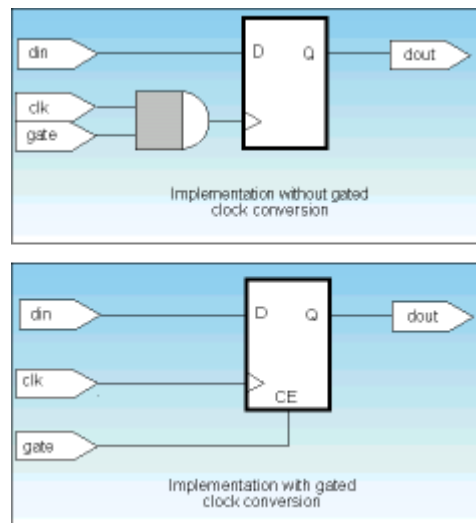 din
D
Q
dout
clk
gate
Implementation without gated
clock conversion
din
D
Q
dout
clk
CE
gate
Implementation with gated
clock conversion